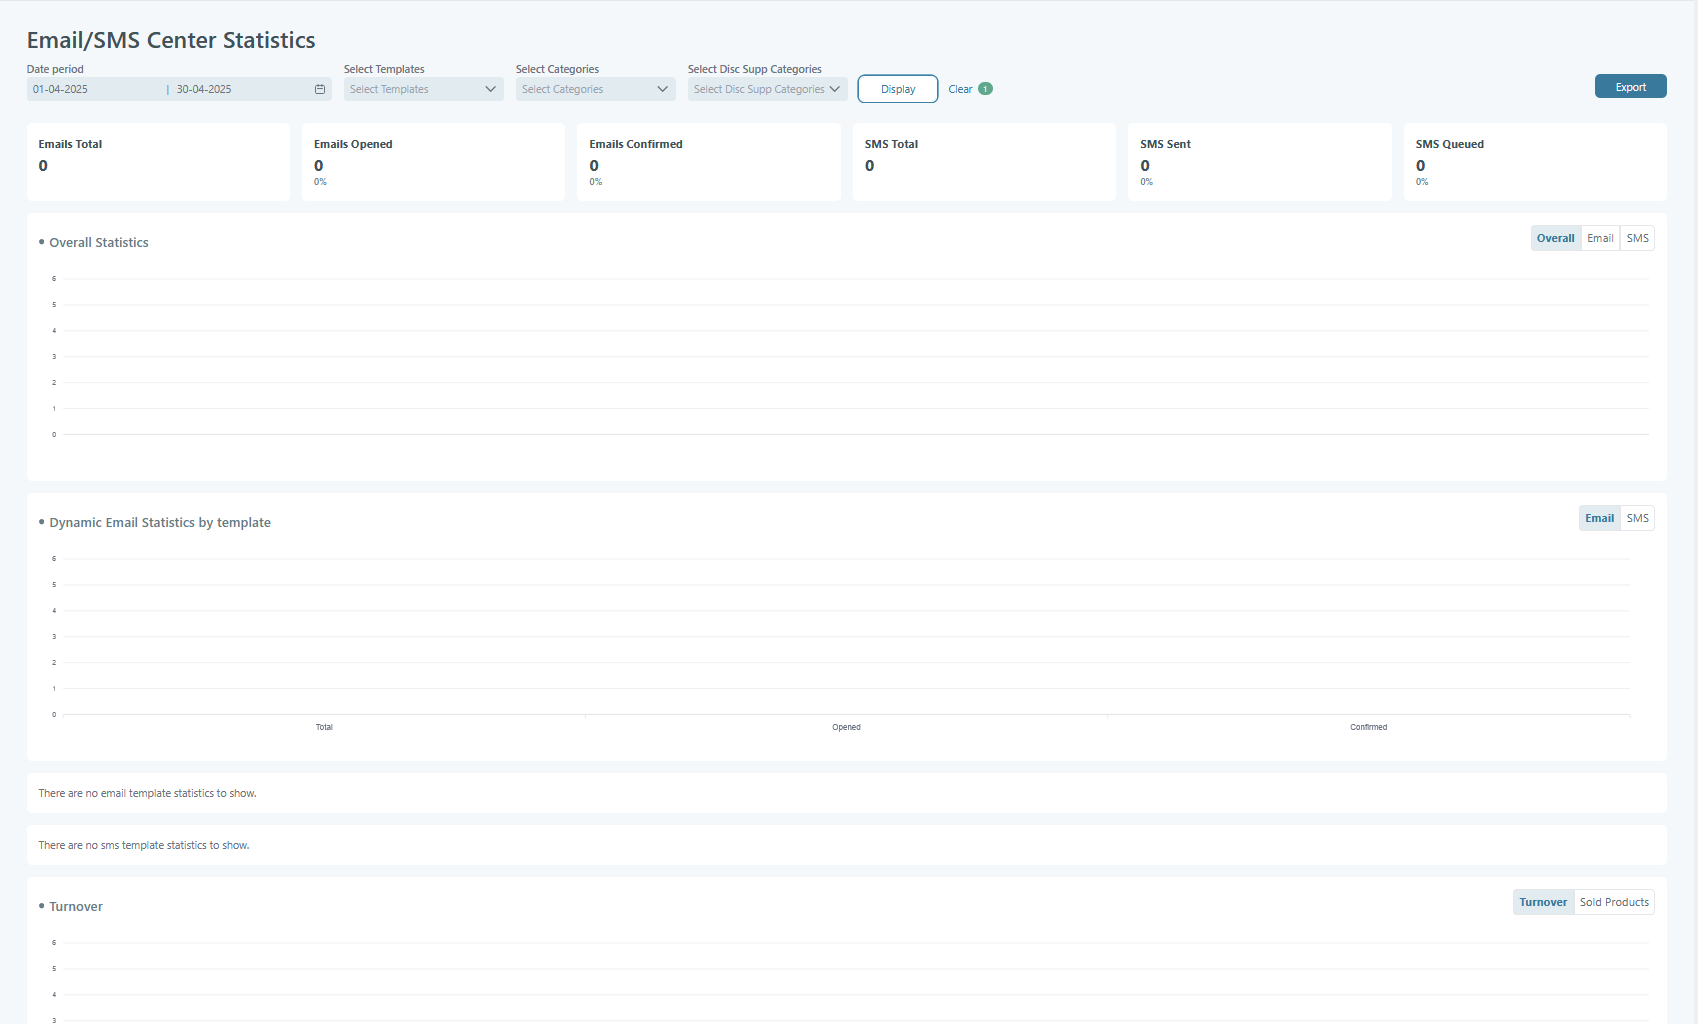 Email/SMS Center Statistics
Date period
Select Templates
Select Categories
Select Disc Supp Categories
01-04-2025 | 30-04-2025
Select Templates
Select Categories
Select Disc Supp Categories
Display
Clear 1
Export
Emails Total
0
Emails Opened
0
0%
Emails Confirmed
0
0%
SMS Total
0
SMS Sent
0
0%
SMS Queued
0
0%
• Overall Statistics
Overall Email SMS
6
5
4
3
2
1
0
• Dynamic Email Statistics by template
Email SMS
6
5
4
3
2
1
0
Total Opened Confirmed
There are no email template statistics to show.
There are no sms template statistics to show.
• Turnover
Turnover Sold Products
6
5
4
3